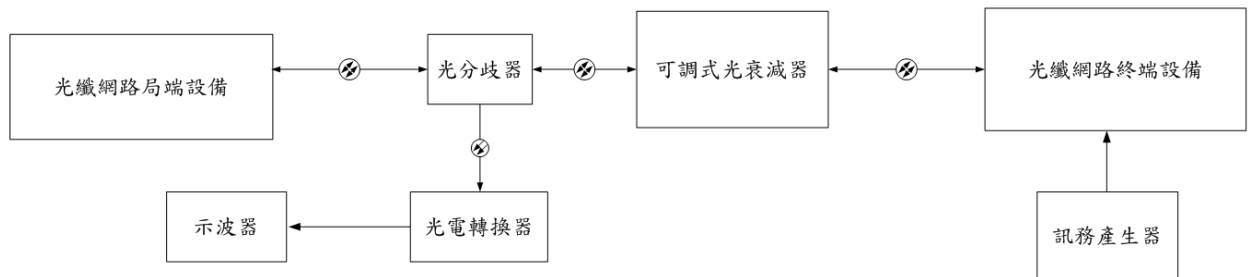 光纖網路局端設備
光分歧器
可調式光衰減器
光纖網路終端設備
示波器
光電轉換器
訊務產生器